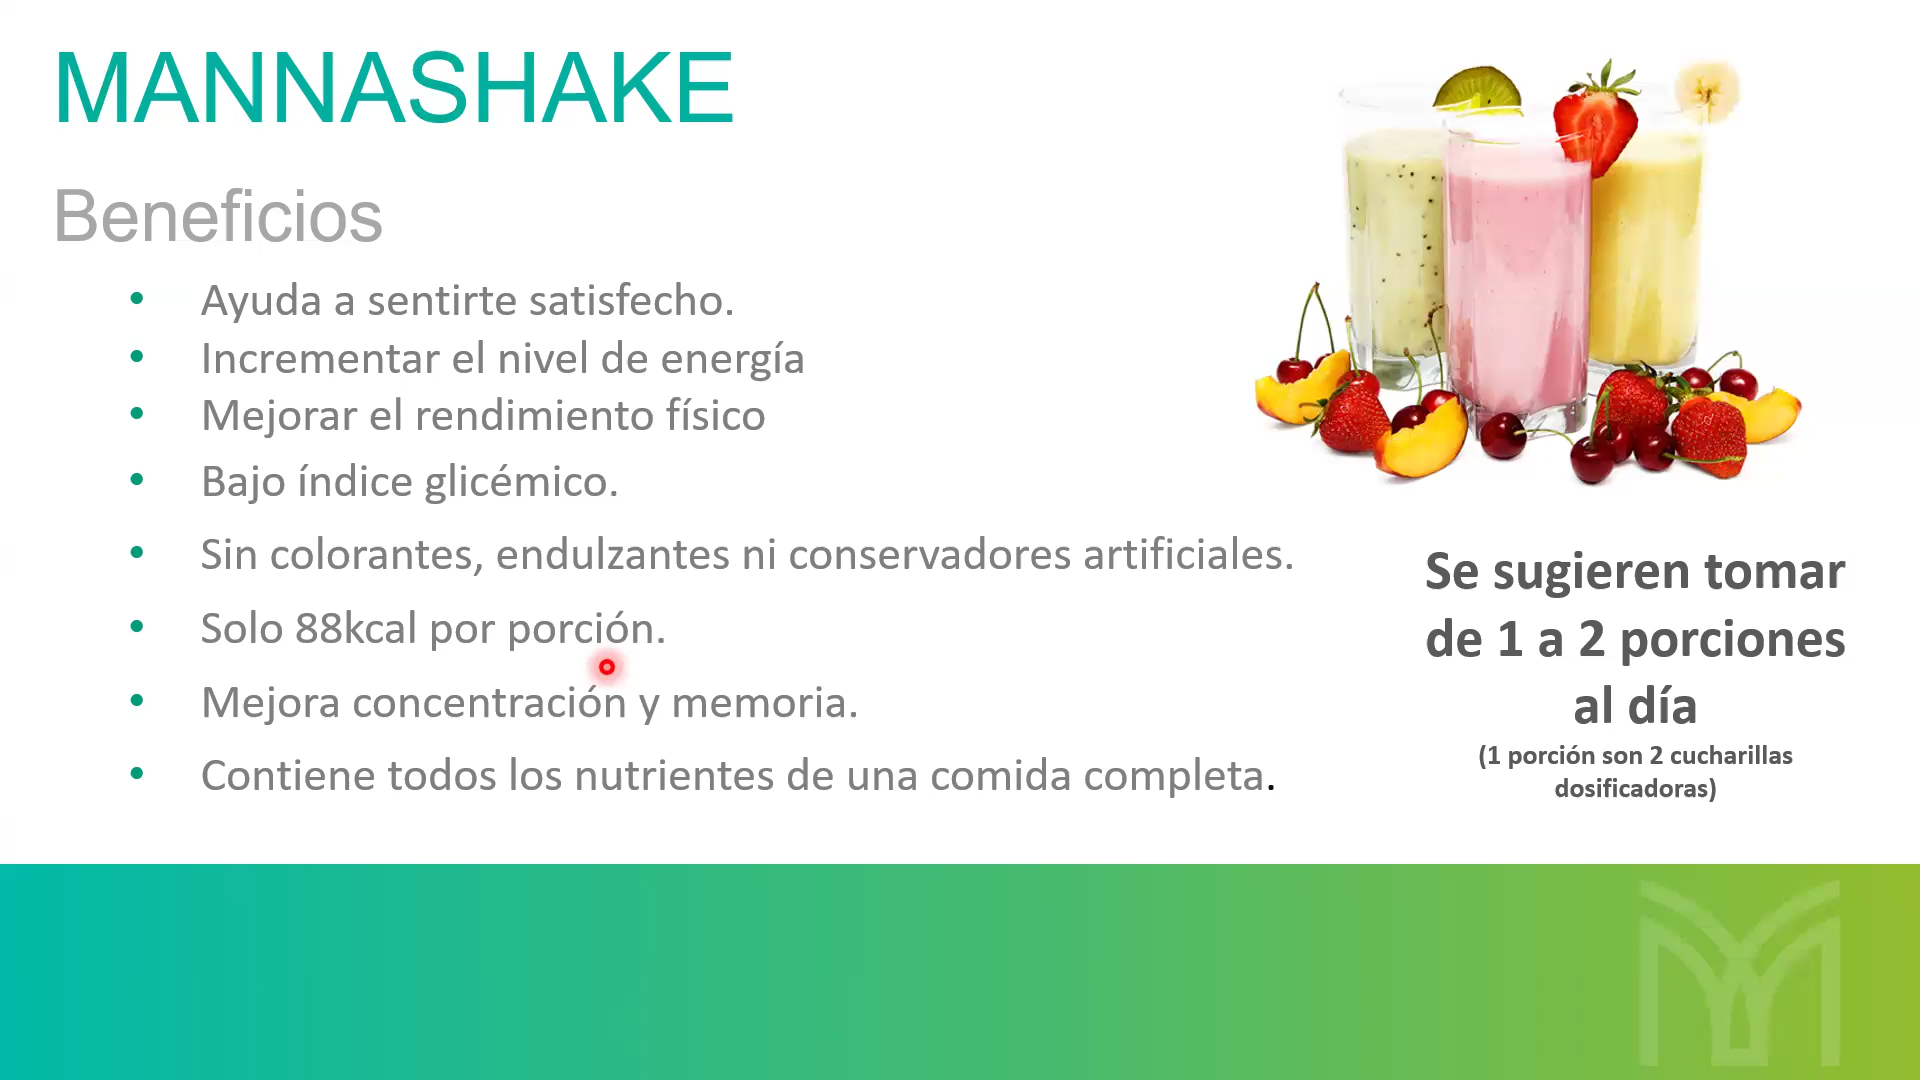 MANNASHAKE
Beneficios
• Ayuda a sentirte satisfecho.
• Incrementar el nivel de energía
• Mejorar el rendimiento físico
• Bajo índice glicémico.
• Sin colorantes, endulzantes ni conservadores artificiales.
• Solo 88kcal por porción.
• Mejora concentración y memoria.
• Contiene todos los nutrientes de una comida completa.
Se sugieren tomar
de 1 a 2 porciones
al día
(1 porción son 2 cucharillas
dosificadoras)